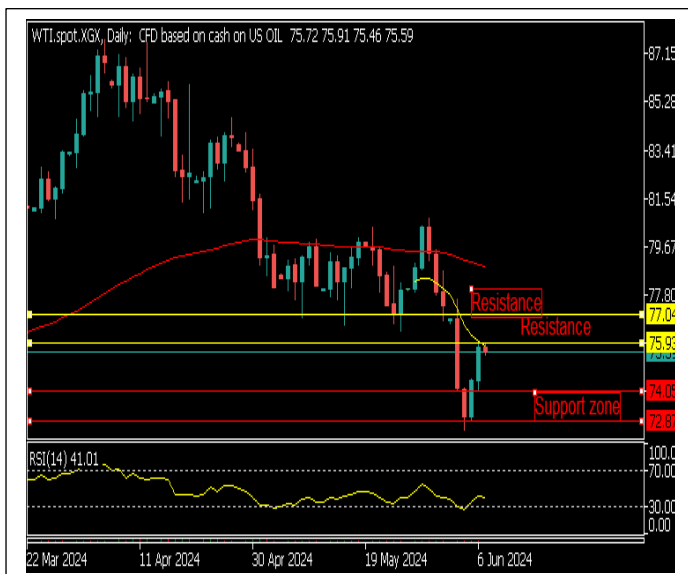 WTI.spot.XGX, Daily: CFD based on cash on US OIL 75.72 75.91 75.46 75.59
87.15
85.28
83.41
81.54
79.67
77.80
Resistance
77.04
Resistance
75.93
74.05
Support zone
72.87
RSI(14) 41.01
100.0
70.00
30.00
0.00
22 Mar 2024
11 Apr 2024
30 Apr 2024
19 May 2024
6 Jun 2024